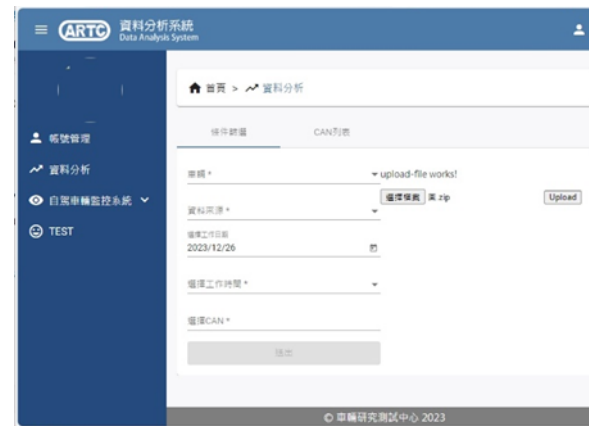 ARTC 資料分析系統
Data Analysis System
首頁 > 資料分析
帳號管理
資料分析
自駕車輛監控系統
TEST
條件篩選 CAN列表
車輛 *
資料來源 *
選擇工作日期
2023/12/26
選擇工作時間 *
選擇CAN *
送出
upload-file works!
選擇檔案 .zip
Upload
© 車輛研究測試中心 2023